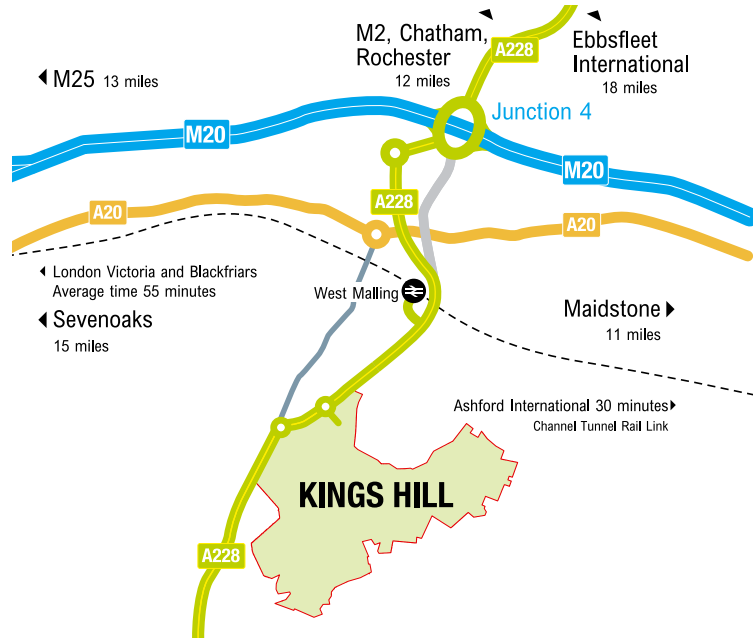 M2, Chatham,
Rochester
12 miles
A228
Ebbsfleet
International
18 miles
M25 13 miles
Junction 4
M20
M20
A228
A20
A20
London Victoria and Blackfriars
Average time 55 minutes
West Malling
Sevenoaks
15 miles
Maidstone
11 miles
Ashford International 30 minutes
Channel Tunnel Rail Link
KINGS HILL
A228